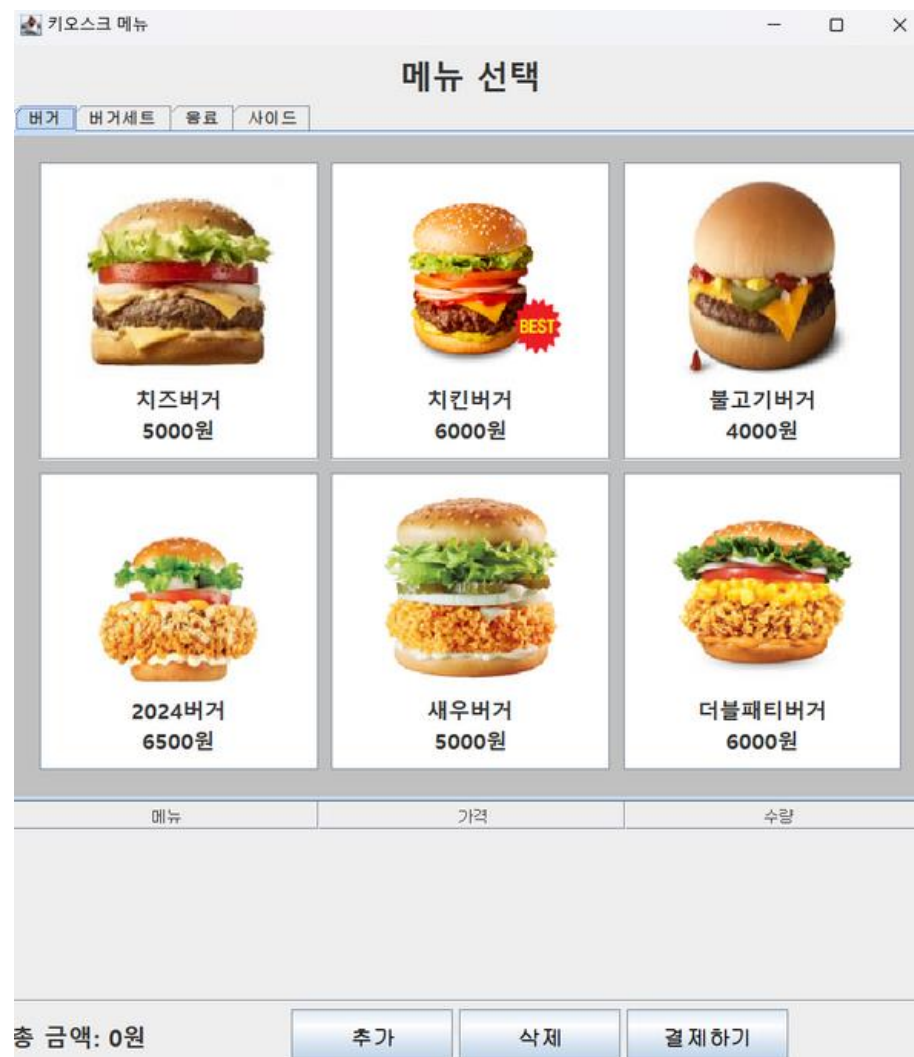 키오스크 메뉴
메뉴 선택
버거 버거세트 음료 사이드
치즈버거
5000원
BEST
치킨버거
6000원
불고기버거
4000원
2024버거
6500원
새우버거
5000원
더블패티버거
6000원
메뉴 가격 수량
총 금액: 0원 추가 삭제 결제하기